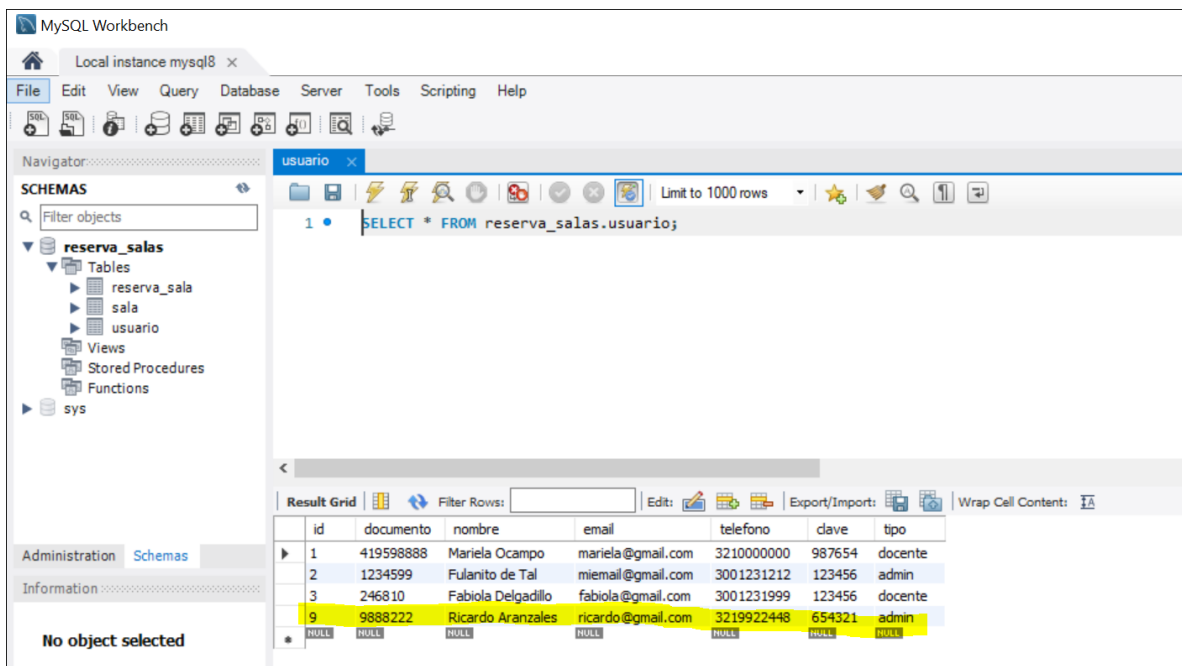 MySQL Workbench
Local instance mysql8 ×
File Edit View Query Database Server Tools Scripting Help
Navigator
usuario ×
SCHEMAS
Limit to 1000 rows
Filter objects
1 SELECT * FROM reserva_salas.usuario;
reserva_salas
Tables
reserva_sala
sala
usuario
Views
Stored Procedures
Functions
sys
Result Grid Filter Rows: Edit: Export/Import: Wrap Cell Content: IA
id documento nombre email telefono clave tipo
1 419598888 Mariela Ocampo mariela@gmail.com 3210000000 987654 docente
2 1234599 Fulanito de Tal miemail@gmail.com 3001231212 123456 admin
3 246810 Fabiola Delgadillo fabiola@gmail.com 3001231999 123456 docente
9 9888222 Ricardo Aranzales ricardo@gmail.com 3219922448 654321 admin
NULL NULL NULL NULL NULL NULL NULL
Administration Schemas
Information
No object selected